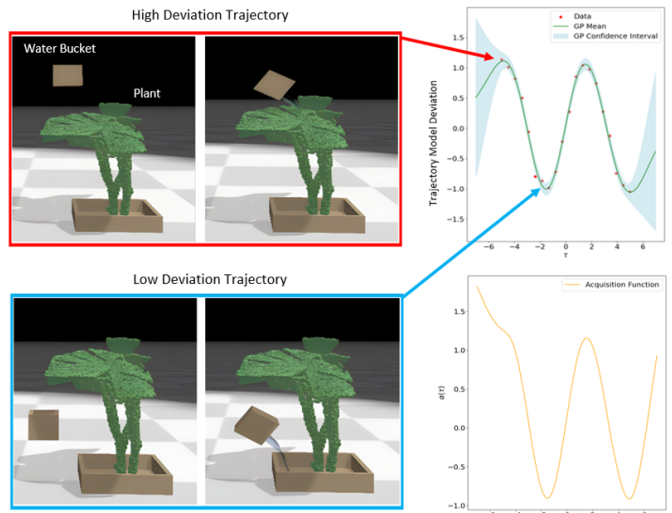 High Deviation Trajectory
Water Bucket
Plant
Data
GP Mean
GP Confidence Interval
Trajectory Model Deviation
1.5
1.0
0.5
0.0
−0.5
−1.0
−1.5
−6 −4 −2 0 2 4 6
τ
Low Deviation Trajectory
Acquisition Function
α(τ)
1.5
1.0
0.5
0.0
−0.5
−1.0